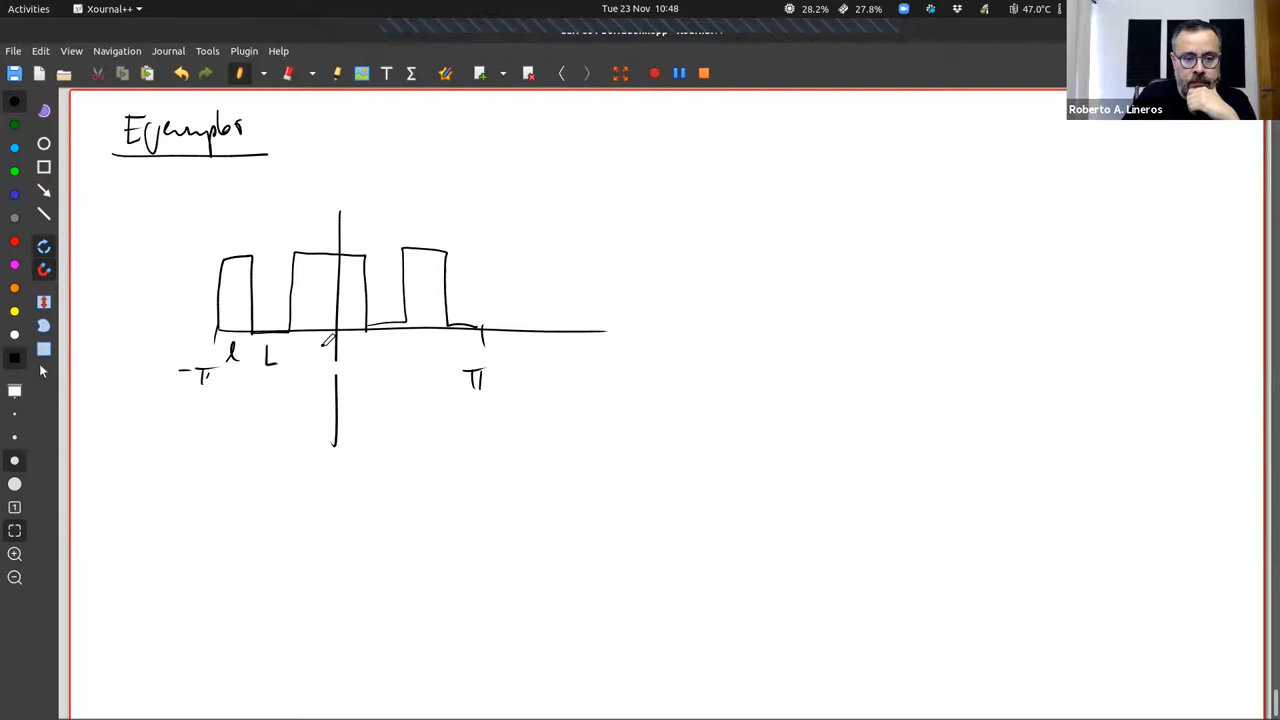 Activities Xournal++ Tue 23 Nov 10:48 28.2% 27.8% 47.0°C
File Edit View Navigation Journal Tools Plugin Help
Roberto A. Lineros
Ejemplos
l L
-π π